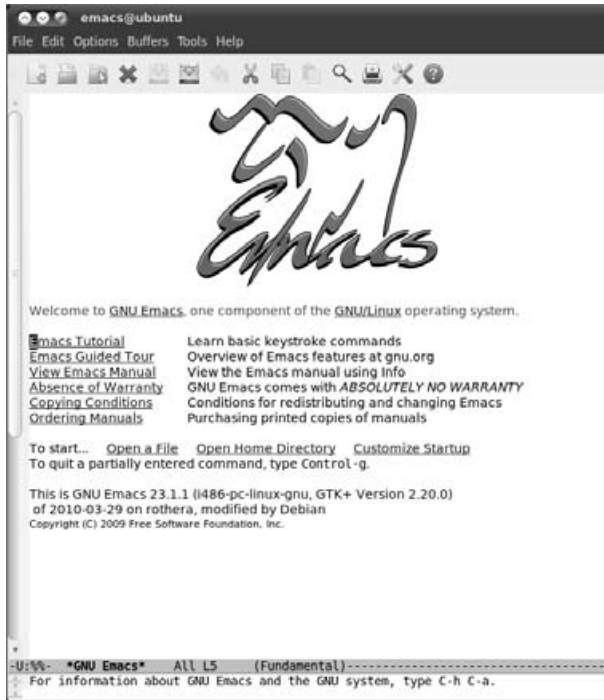 emacs@ubuntu
File Edit Options Buffers Tools Help
GNU
Emacs
Welcome to GNU Emacs, one component of the GNU/Linux operating system.
Emacs Tutorial Learn basic keystroke commands
Emacs Guided Tour Overview of Emacs features at gnu.org
View Emacs Manual View the Emacs manual using Info
Absence of Warranty GNU Emacs comes with ABSOLUTELY NO WARRANTY
Copying Conditions Conditions for redistributing and changing Emacs
Ordering Manuals Purchasing printed copies of manuals
To start... Open a File Open Home Directory Customize Startup
To quit a partially entered command, type Control-g.
This is GNU Emacs 23.1.1 (i486-pc-linux-gnu, GTK+ Version 2.20.0)
of 2010-03-29 on rothera, modified by Debian
Copyright (C) 2009 Free Software Foundation, Inc.
-U:%%- *GNU Emacs* All L5 (Fundamental)--------------------------------
For information about GNU Emacs and the GNU system, type C-h C-a.